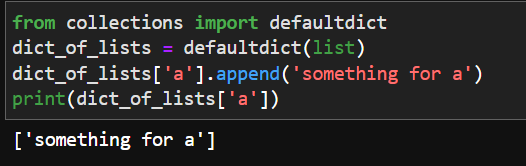 from collections import defaultdict
dict_of_lists = defaultdict(list)
dict_of_lists['a'].append('something for a')
print(dict_of_lists['a'])
['something for a']